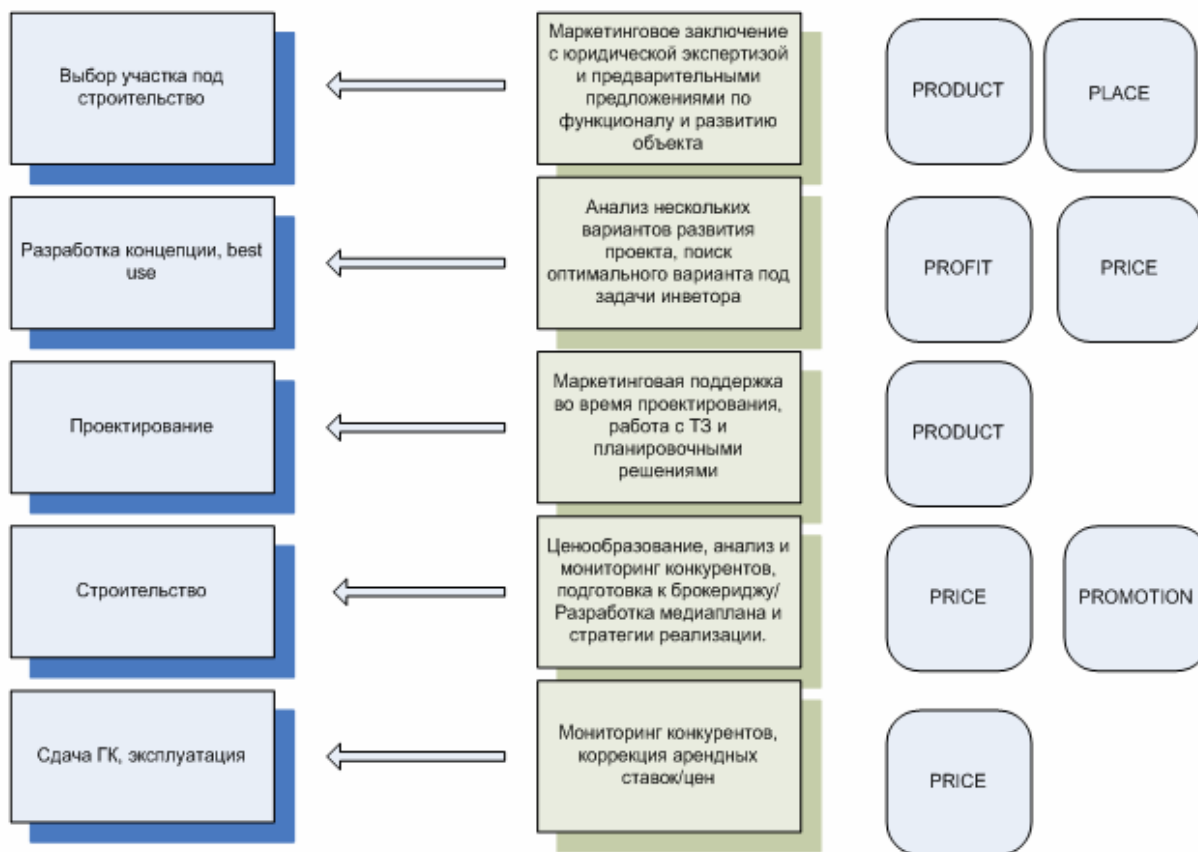 Выбор участка под
строительство
Маркетинговое заключение
с юридической экспертизой
и предварительными
предложениями по
функционалу и развитию
объекта
PRODUCT
PLACE
Разработка концепции, best
use
Анализ нескольких
вариантов развития
проекта, поиск
оптимального варианта под
задачи инветора
PROFIT
PRICE
Проектирование
Маркетинговая поддержка
во время проектирования,
работа с ТЗ и
планировочными
решениями
PRODUCT
Строительство
Ценообразование, анализ и
мониторинг конкурентов,
подготовка к брокериджу/
Разработка медиаплана и
стратегии реализации.
PRICE
PROMOTION
Сдача ГК, эксплуатация
Мониторинг конкурентов,
коррекция арендных
ставок/цен
PRICE